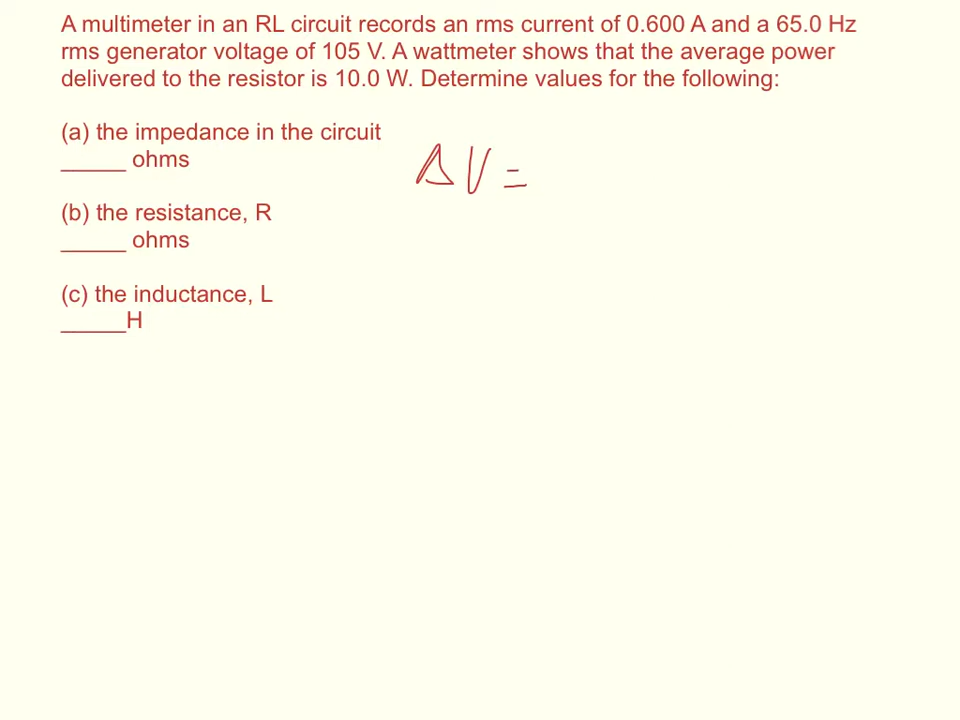 A multimeter in an RL circuit records an rms current of 0.600 A and a 65.0 Hz
rms generator voltage of 105 V. A wattmeter shows that the average power
delivered to the resistor is 10.0 W. Determine values for the following:
(a) the impedance in the circuit
_____ ohms
ΔV =
(b) the resistance, R
_____ ohms
(c) the inductance, L
_____H